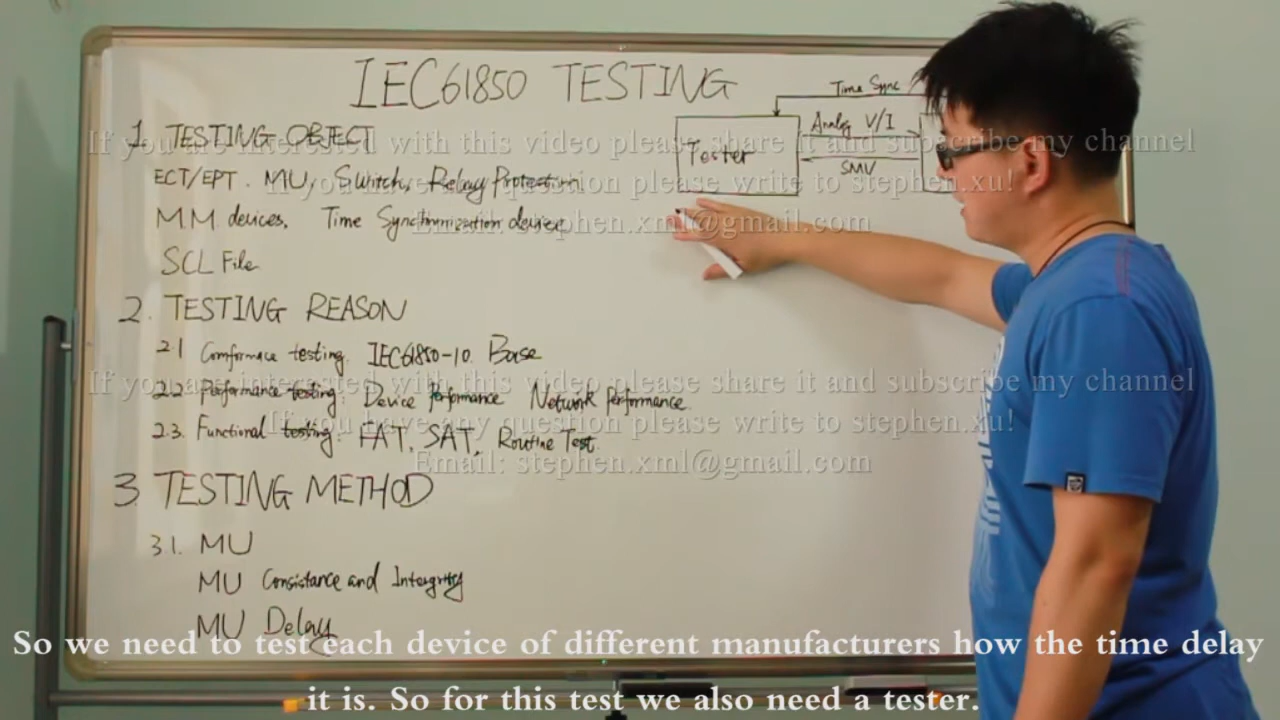 IEC61850 TESTING
Time Sync
1. TESTING OBJECT
Analog V/I
Tester
SMV
ECT/EPT. MU, Switch, Relay Protection
MM devices, Time Synchronization device
SCL File
2. TESTING REASON
2.1 Comformace testing. IEC61850-10. Base
2.2 Performance testing. Device performance Network performance
2.3. Functional testing: FAT, SAT, Routine Test.
3. TESTING METHOD
3.1. MU
MU Consistance and Intergrity
MU Delay
If you are interested with this video please share it and subscribe my channel
If you have any question please write to stephen.xu!
Email: stephen.xml@gmail.com
If you are interested with this video please share it and subscribe my channel
If you have any question please write to stephen.xu!
Email: stephen.xml@gmail.com
So we need to test each device of different manufacturers how the time delay
it is. So for this test we also need a tester.